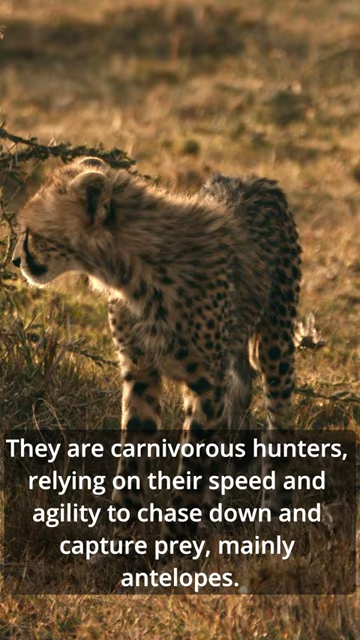 They are carnivorous hunters,
relying on their speed and
agility to chase down and
capture prey, mainly
antelopes.